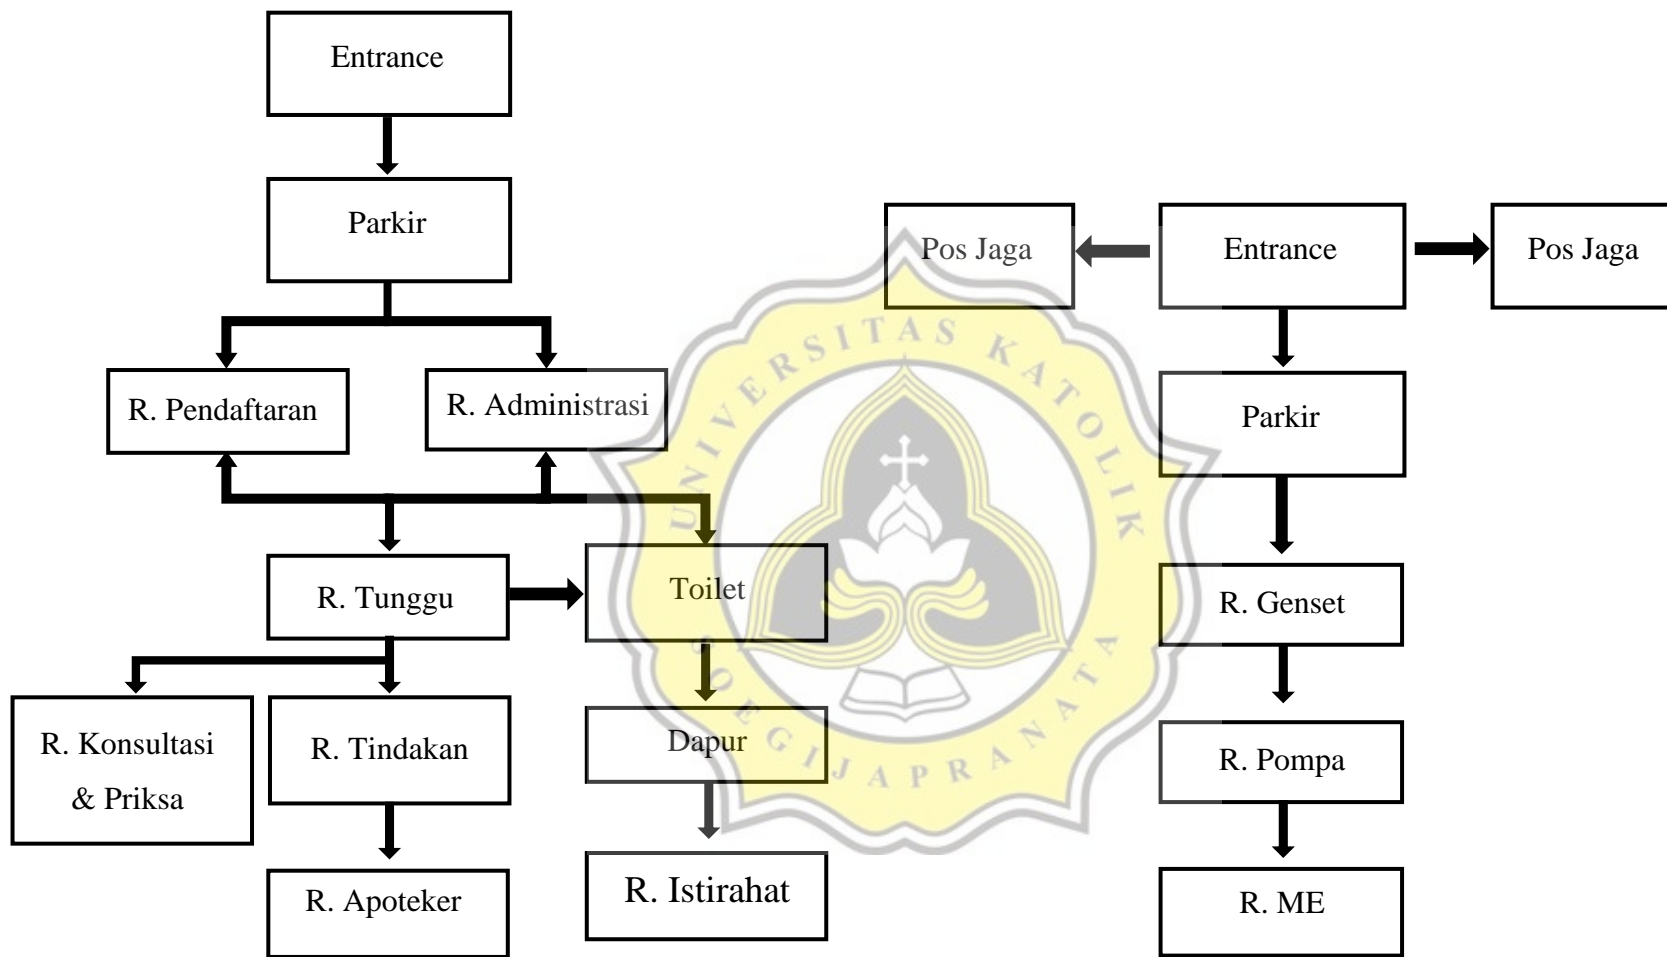 Entrance
Parkir
R. Pendaftaran
R. Administrasi
R. Tunggu
Toilet
R. Konsultasi
& Priksa
R. Tindakan
Dapur
R. Apoteker
R. Istirahat
Pos Jaga
Entrance
Pos Jaga
Parkir
R. Genset
R. Pompa
R. ME
UNIVERSITAS KATOLIK
SOEGIJAPRANATA